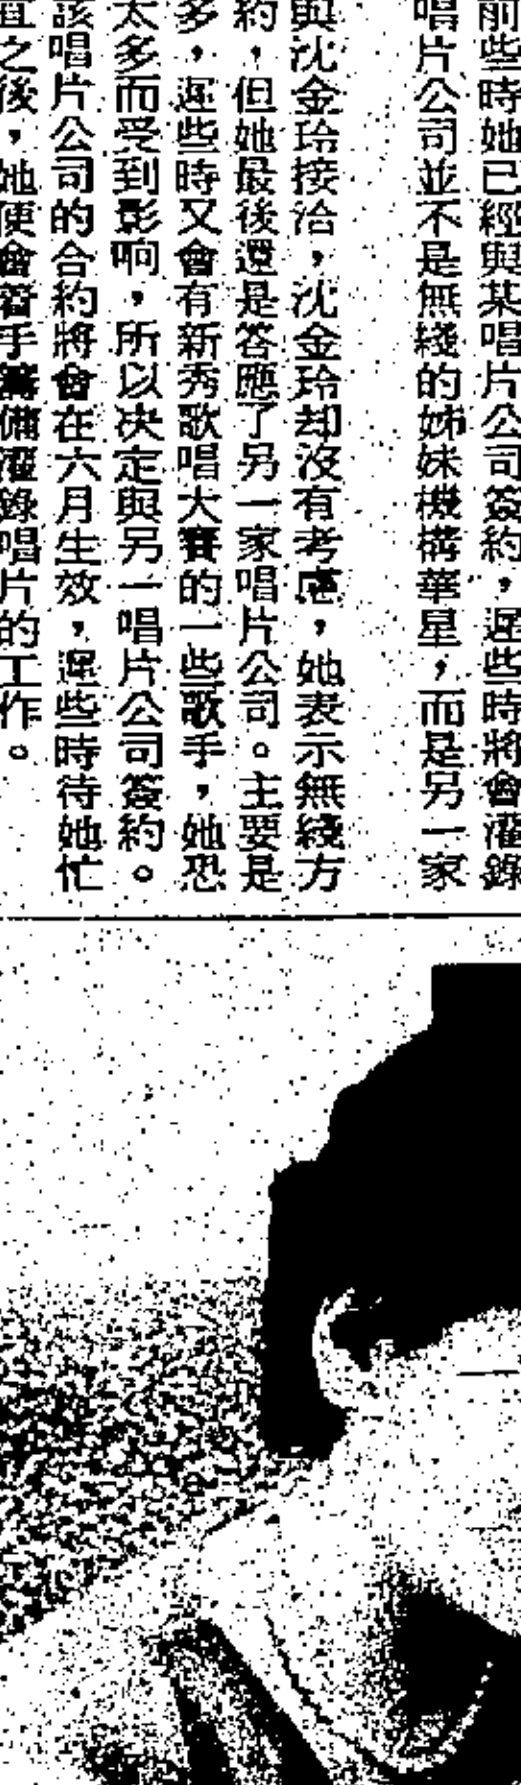 前些時她已經與某唱片公司簽約，遲些時將會灌錄
唱片公司並不是無綫的姊妹機構華星，而是另一家
與沈金玲接洽，沈金玲却沒有考慮，她表示無綫方
約，但她最後還是答應了另一家唱片公司。主要是
多，遲些時又會有新秀歌唱大賽的一些歌手，她恐
太多而受到影响，所以决定與另一唱片公司簽約。
該唱片公司的合約將會在六月生效，遲些時待她忙
宜之後，她便會着手籌備灌錄唱片的工作。